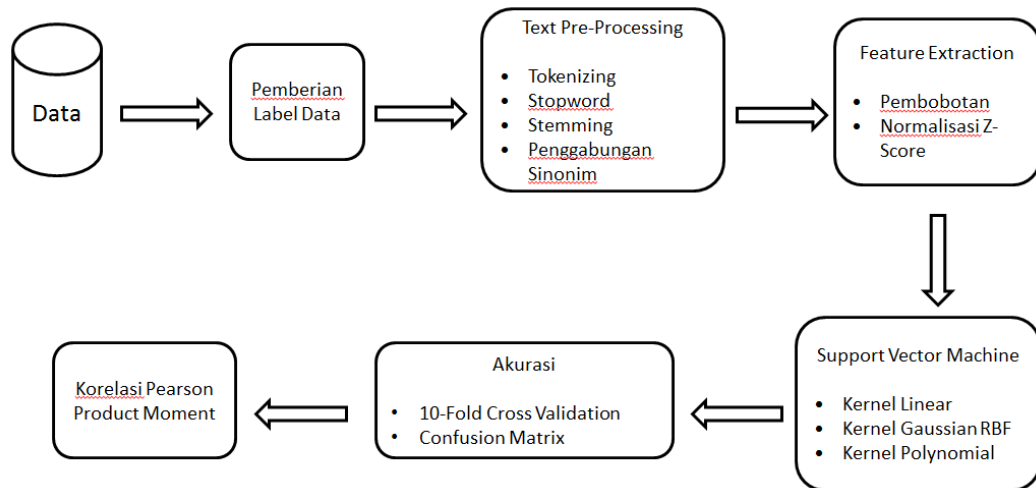 Data
Pemberian
Label Data
Text Pre-Processing
• Tokenizing
• Stopword
• Stemming
• Penggabungan
Sinonim
Feature Extraction
• Pembobotan
• Normalisasi Z-
Score
Support Vector Machine
• Kernel Linear
• Kernel Gaussian RBF
• Kernel Polynomial
Akurasi
• 10-Fold Cross Validation
• Confusion Matrix
Korelasi Pearson
Product Moment